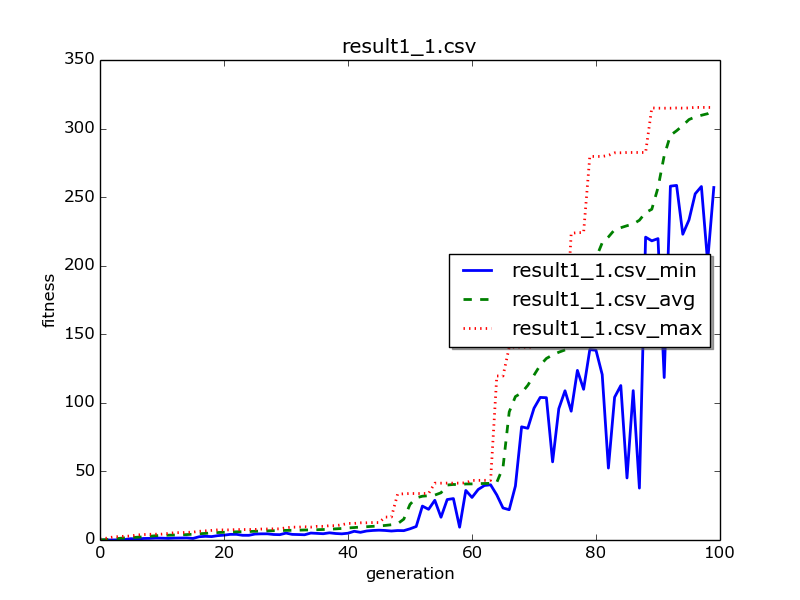 result1_1.csv
350
300
250
200
150
100
50
0
fitness
result1_1.csv_min
result1_1.csv_avg
result1_1.csv_max
0 20 40 60 80 100
generation